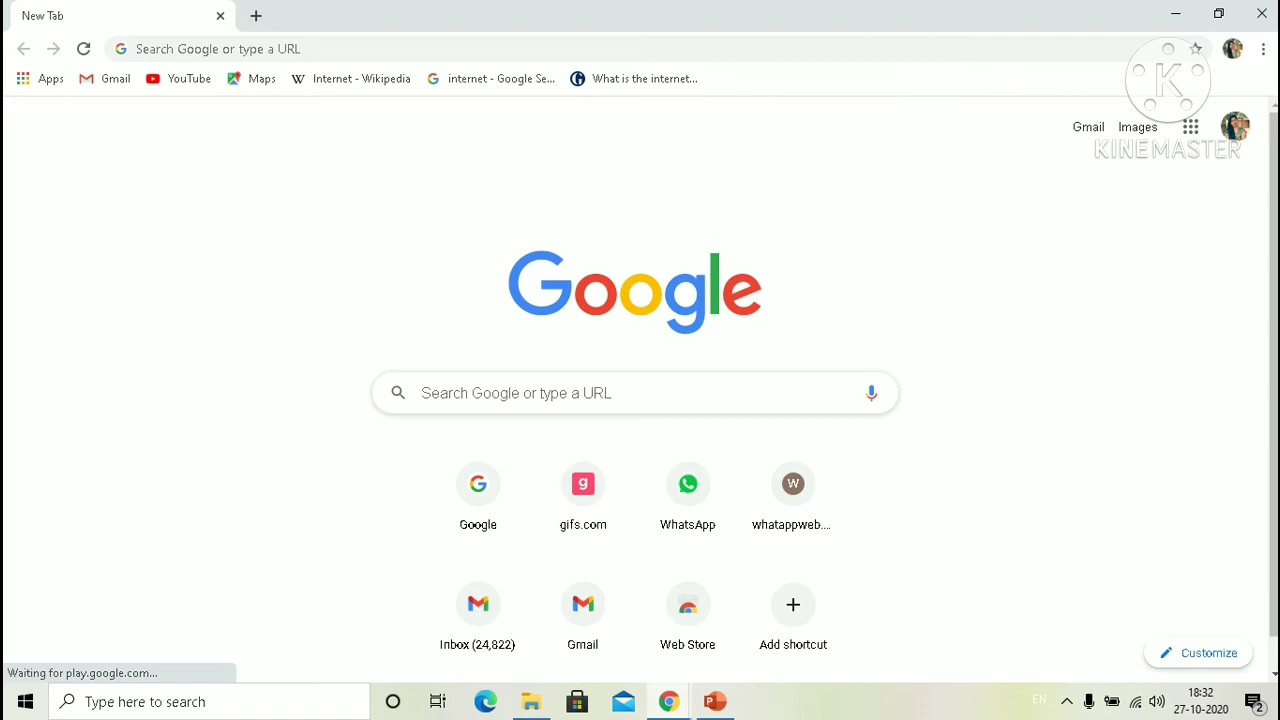 New Tab
Search Google or type a URL
Apps Gmail YouTube Maps W Internet - Wikipedia internet - Google Se... What is the internet...
K
Gmail Images
KINEMASTER
Google
Search Google or type a URL
g W
Google gifs.com WhatsApp whatappweb....
Inbox (24,822) Gmail Web Store Add shortcut
Customize
Waiting for play.google.com...
Type here to search
EN
18:32
27-10-2020
2